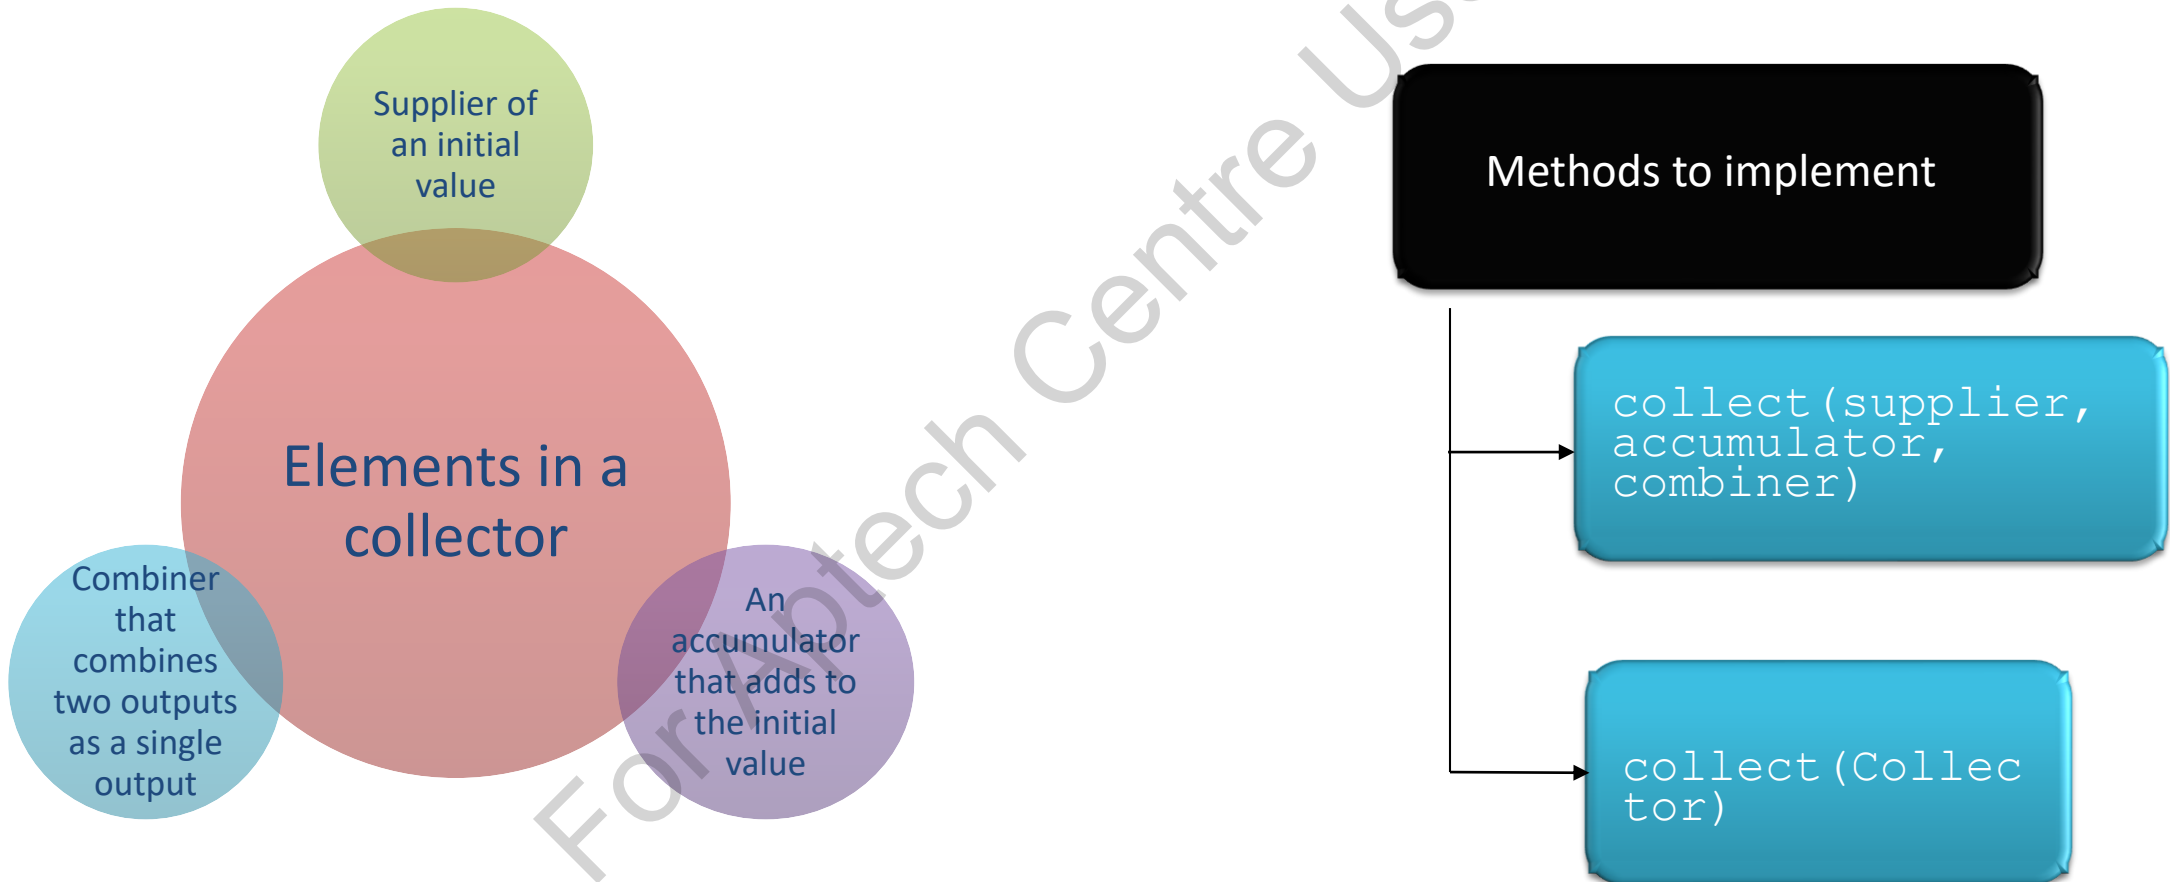 Supplier of
an initial
value
Elements in a
collector
Combiner
that
combines
two outputs
as a single
output
An
accumulator
that adds to
the initial
value
Methods to implement
collect(supplier,
accumulator,
combiner)
collect(Collec
tor)
For Aptech Centre